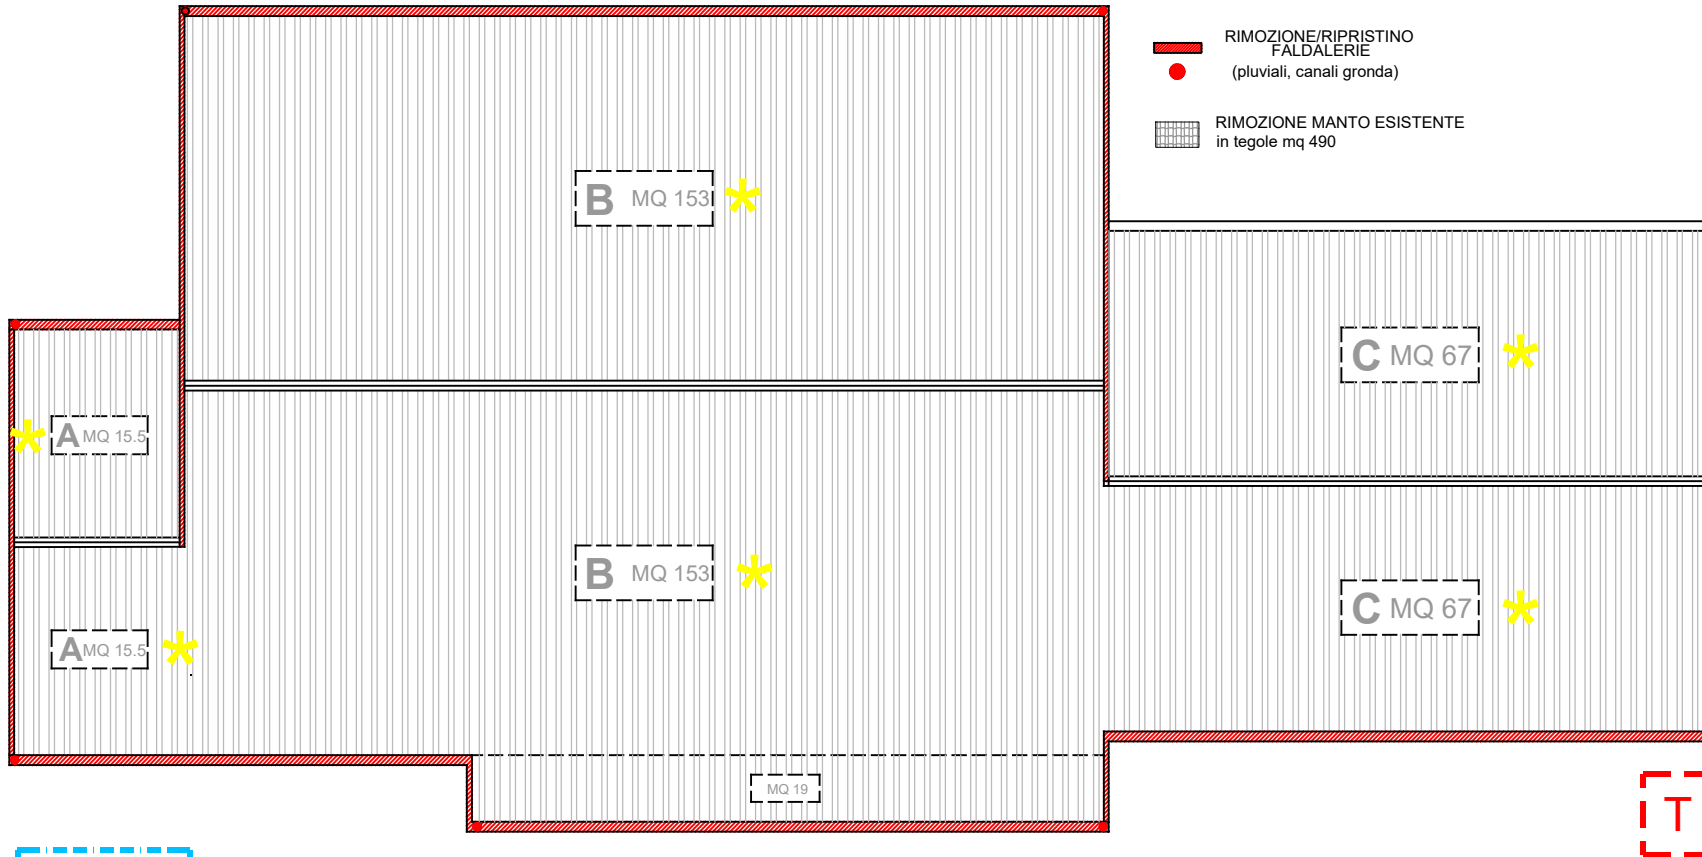 RIMOZIONE/RIPRISTINO
FALDALERIE
(pluviali, canali gronda)
RIMOZIONE MANTO ESISTENTE
in tegole mq 490
B MQ 153
C MQ 67
A MQ 15.5
B MQ 153
C MQ 67
A MQ 15.5
MQ 19
T